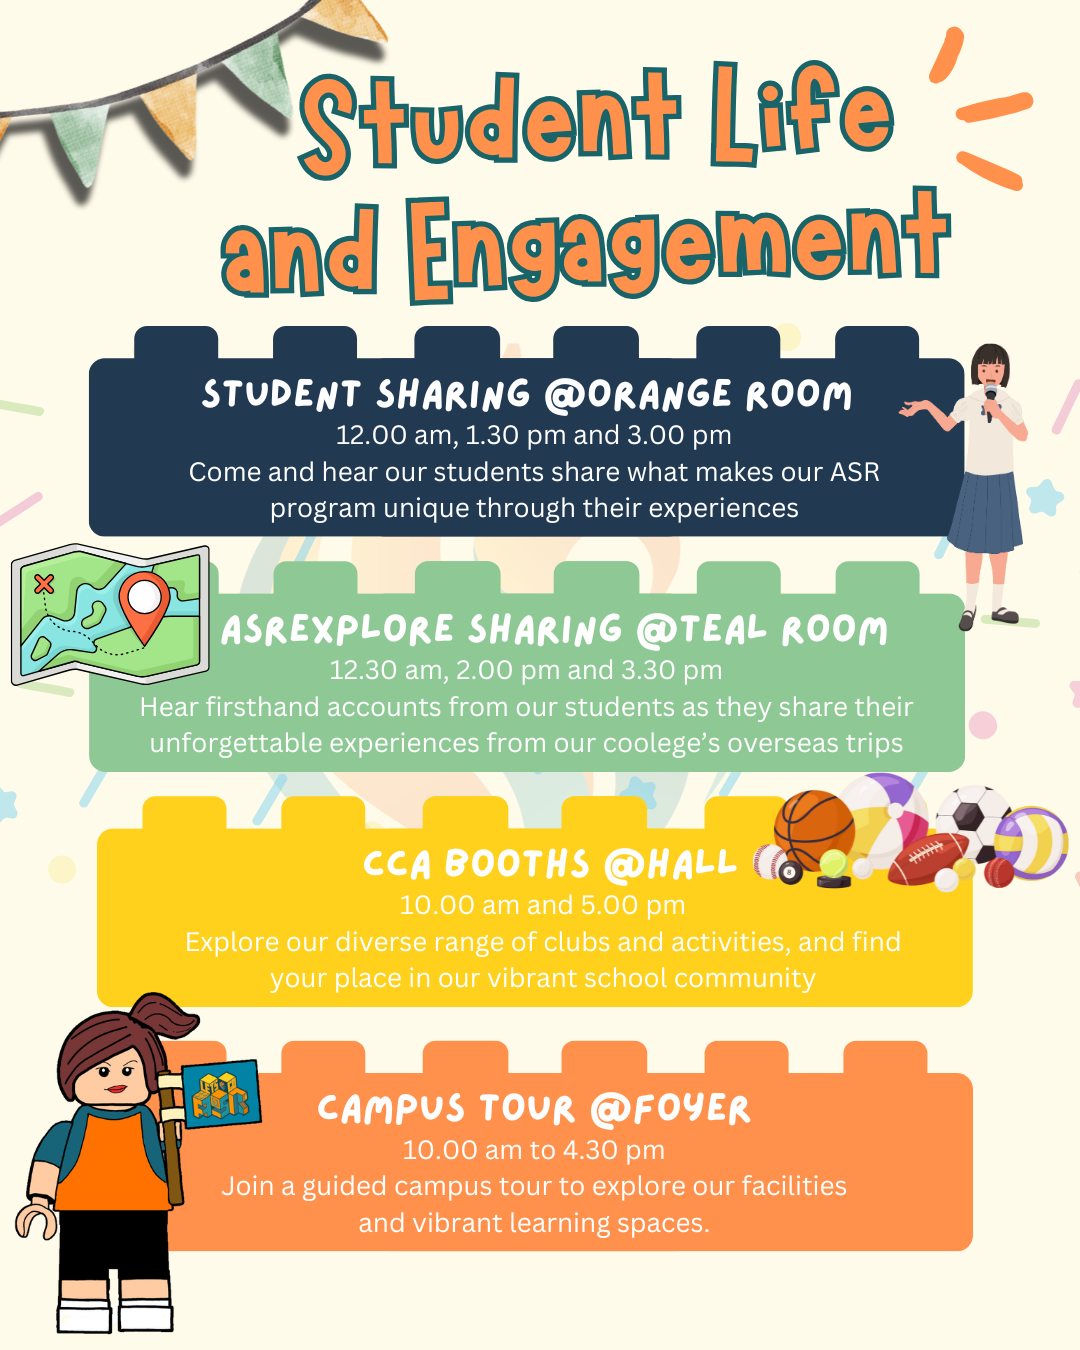 Student Life
and Engagement
STUDENT SHARING @ORANGE ROOM
12.00 am, 1.30 pm and 3.00 pm
Come and hear our students share what makes our ASR
program unique through their experiences
ASREXPLORE SHARING @TEAL ROOM
12.30 am, 2.00 pm and 3.30 pm
Hear firsthand accounts from our students as they share their
unforgettable experiences from our coolege’s overseas trips
CCA BOOTHS @HALL
8
10.00 am and 5.00 pm
Explore our diverse range of clubs and activities, and find
your place in our vibrant school community
ASR
CAMPUS TOUR @FOYER
10.00 am to 4.30 pm
Join a guided campus tour to explore our facilities
and vibrant learning spaces.